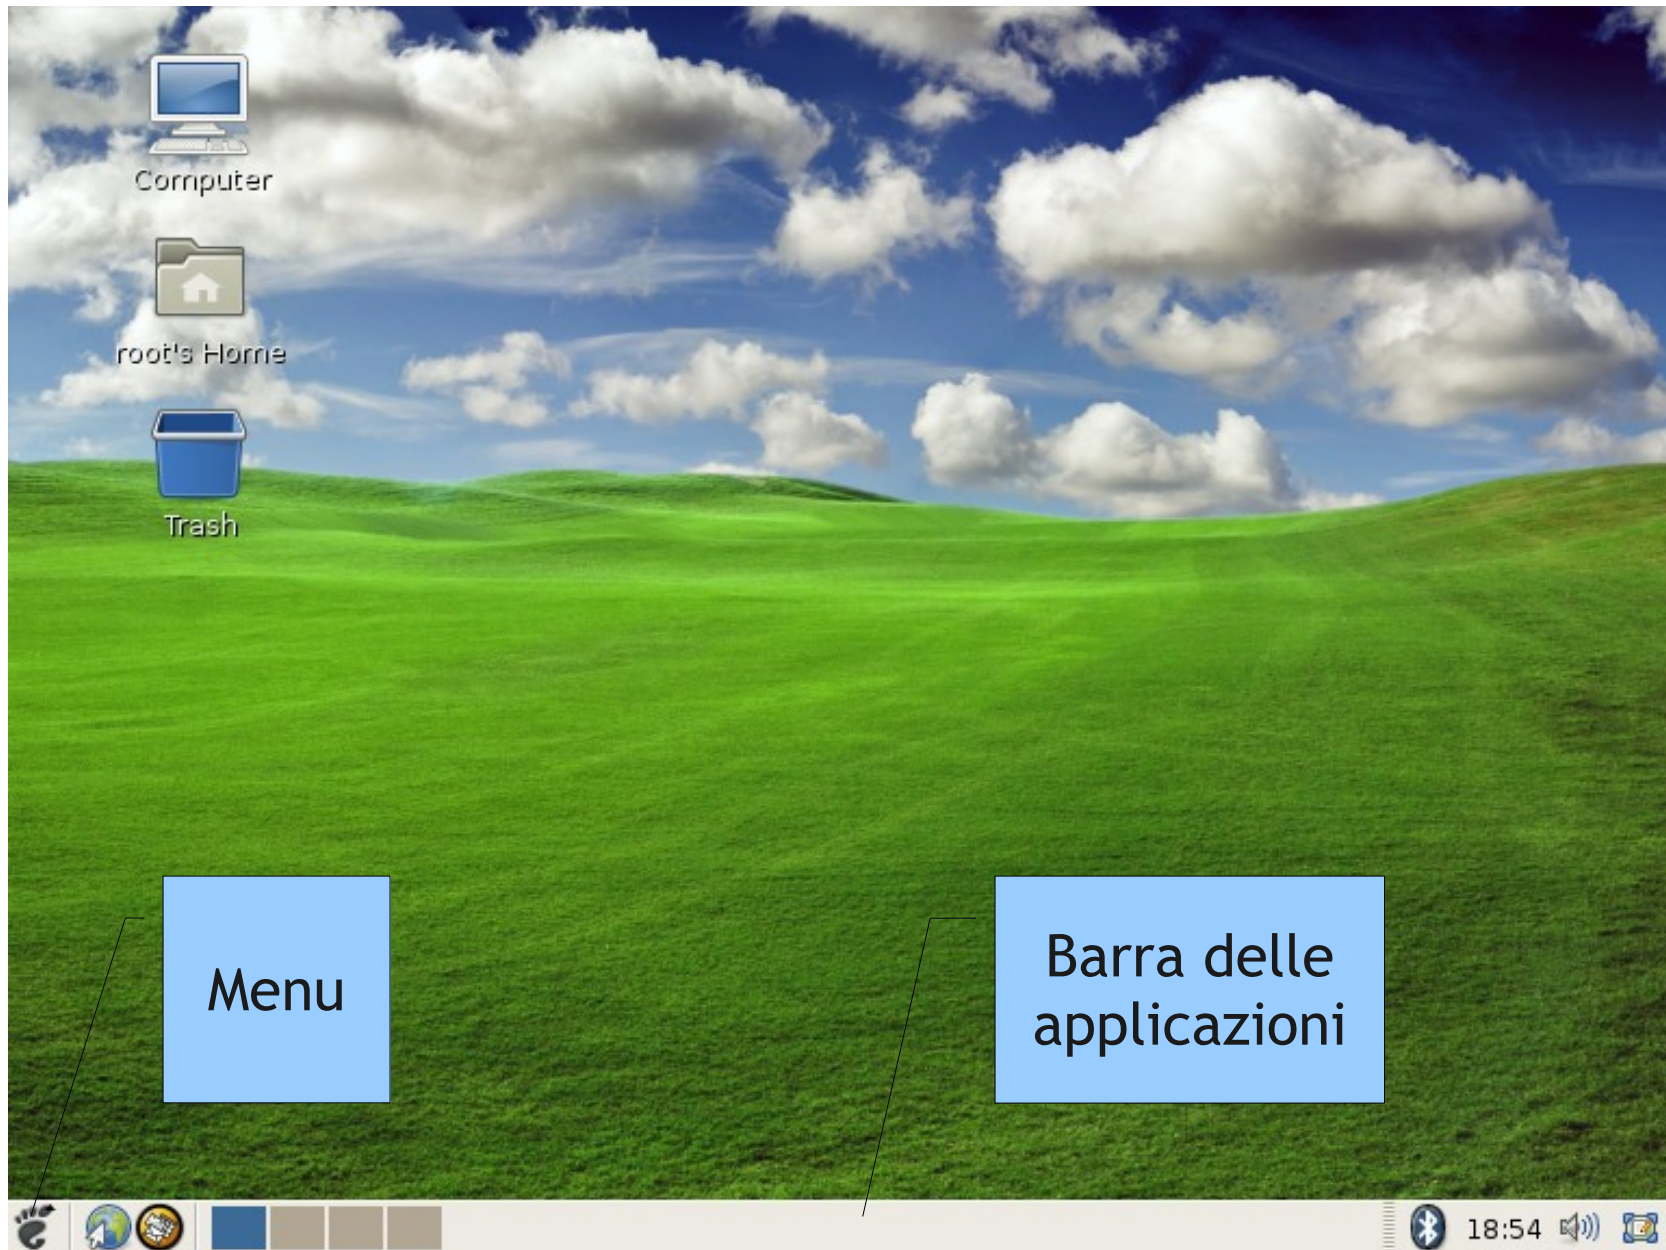 Computer
root's Home
Trash
Menu
Barra delle
applicazioni
18:54